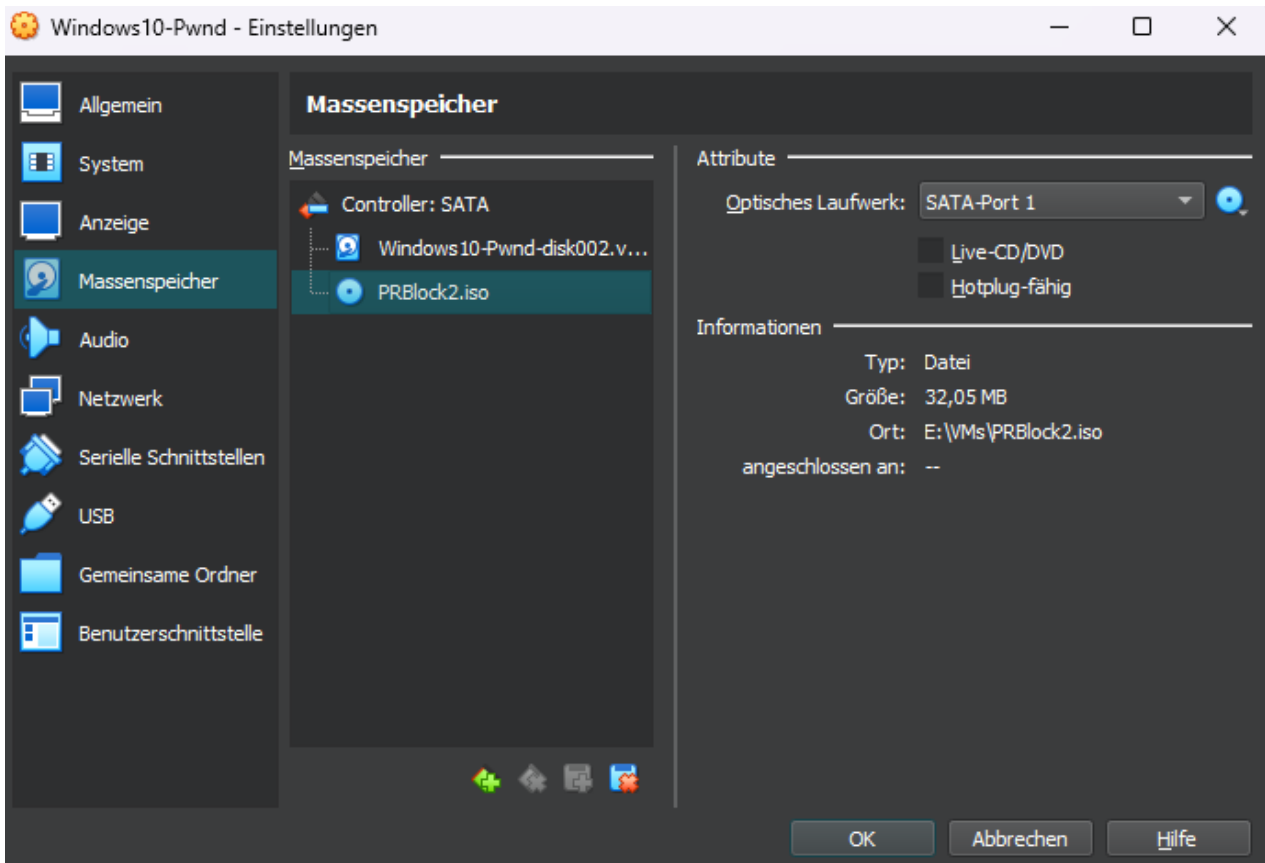 Windows10-Pwnd - Einstellungen
Allgemein
System
Anzeige
Massenspeicher
Audio
Netzwerk
Serielle Schnittstellen
USB
Gemeinsame Ordner
Benutzerschnittstelle
Massenspeicher
Massenspeicher
Controller: SATA
Windows10-Pwnd-disk002.v...
PRBlock2.iso
Attribute
Optisches Laufwerk: SATA-Port 1
Live-CD/DVD
Hotplug-fähig
Informationen
Typ: Datei
Größe: 32,05 MB
Ort: E:\VMs\PRBlock2.iso
angeschlossen an: --
OK Abbrechen Hilfe